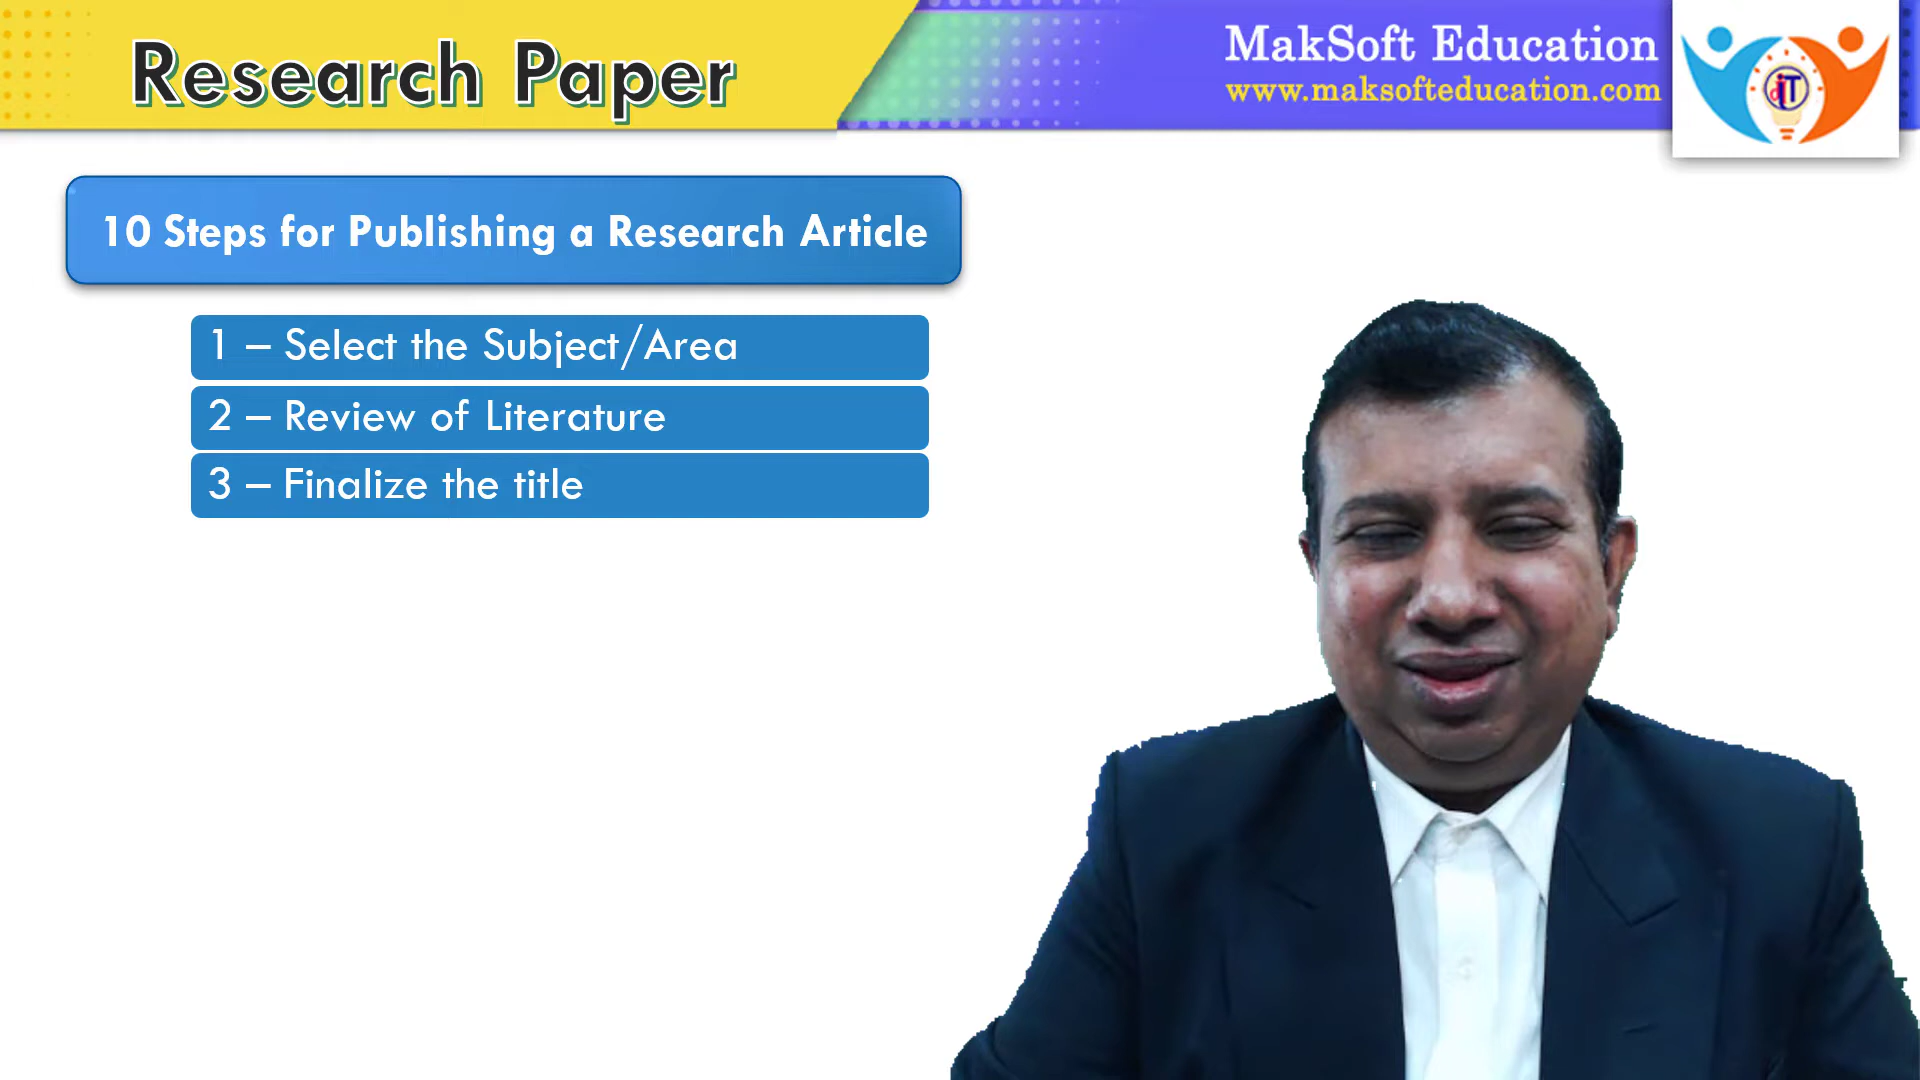 Research Paper
MakSoft Education
www.maksofteducation.com
10 Steps for Publishing a Research Article
1 – Select the Subject/Area
2 – Review of Literature
3 – Finalize the title